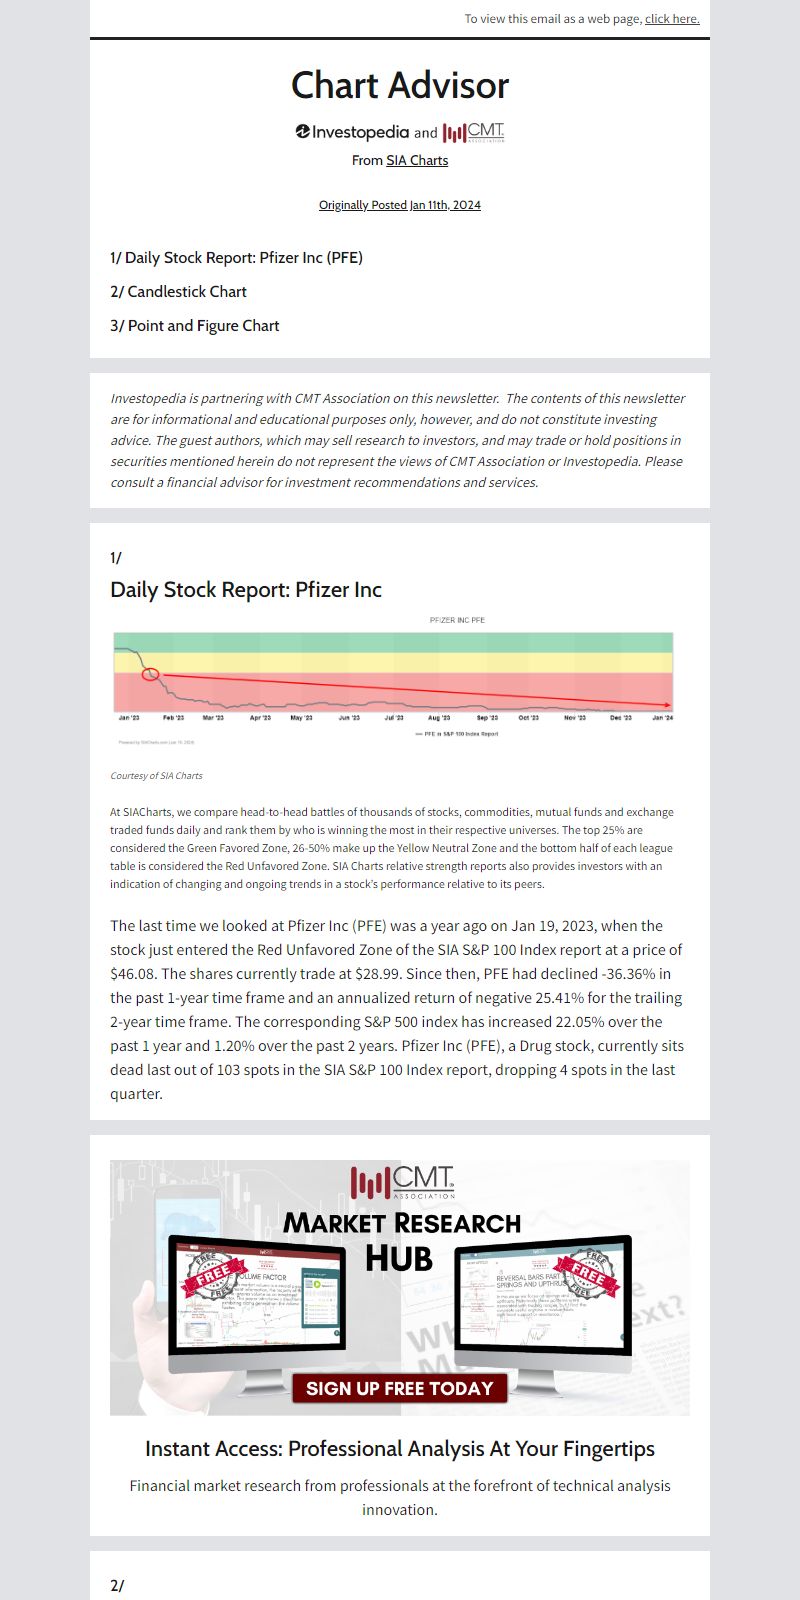 To view this email as a web page, click here.
Chart Advisor
Investopedia and CMT ASSOCIATION
From SIA Charts
Originally Posted Jan 11th, 2024
1/ Daily Stock Report: Pfizer Inc (PFE)
2/ Candlestick Chart
3/ Point and Figure Chart
Investopedia is partnering with CMT Association on this newsletter. The contents of this newsletter
are for informational and educational purposes only, however, and do not constitute investing
advice. The guest authors, which may sell research to investors, and may trade or hold positions in
securities mentioned herein do not represent the views of CMT Association or Investopedia. Please
consult a financial advisor for investment recommendations and services.
1/
Daily Stock Report: Pfizer Inc
PFIZER INC PFE
Jan '23 Feb '23 Mar '23 Apr '23 May '23 Jun '23 Jul '23 Aug '23 Sep '23 Oct '23 Nov '23 Dec '23 Jan '24
PFE in S&P 100 Index Report
Courtesy of SIA Charts
At SIACharts, we compare head-to-head battles of thousands of stocks, commodities, mutual funds and exchange
traded funds daily and rank them by who is winning the most in their respective universes. The top 25% are
considered the Green Favored Zone, 26-50% make up the Yellow Neutral Zone and the bottom half of each league
table is considered the Red Unfavored Zone. SIA Charts relative strength reports also provides investors with an
indication of changing and ongoing trends in a stock's performance relative to its peers.
The last time we looked at Pfizer Inc (PFE) was a year ago on Jan 19, 2023, when the
stock just entered the Red Unfavored Zone of the SIA S&P 100 Index report at a price of
$46.08. The shares currently trade at $28.99. Since then, PFE had declined -36.36% in
the past 1-year time frame and an annualized return of negative 25.41% for the trailing
2-year time frame. The corresponding S&P 500 index has increased 22.05% over the
past 1 year and 1.20% over the past 2 years. Pfizer Inc (PFE), a Drug stock, currently sits
dead last out of 103 spots in the SIA S&P 100 Index report, dropping 4 spots in the last
quarter.
CMT
ASSOCIATION
MARKET RESEARCH
HUB
FREE
VOLUME FACTOR
REVERSAL BARS PART
SPRINGS AND UPTHRUS
FREE
SIGN UP FREE TODAY
Instant Access: Professional Analysis At Your Fingertips
Financial market research from professionals at the forefront of technical analysis
innovation.
2/